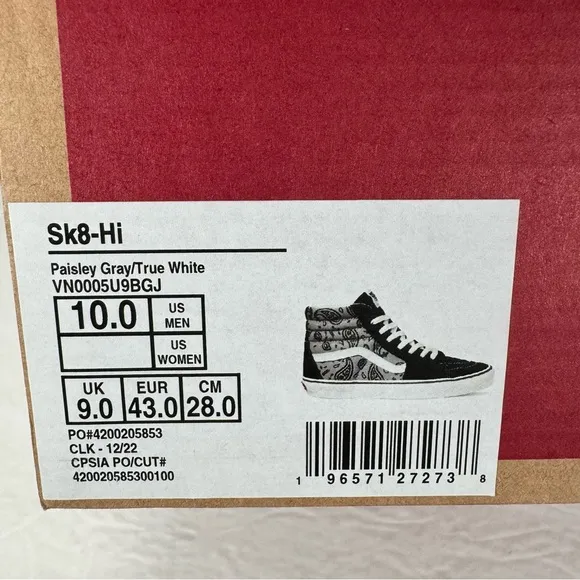 Sk8-Hi
Paisley Gray/True White
VN0005U9BGJ
10.0 US MEN
US WOMEN
UK EUR CM
9.0 43.0 28.0
PO#4200205853
CLK - 12/22
CPSIA PO/CUT#
420020585300100
1 96571 27273 8